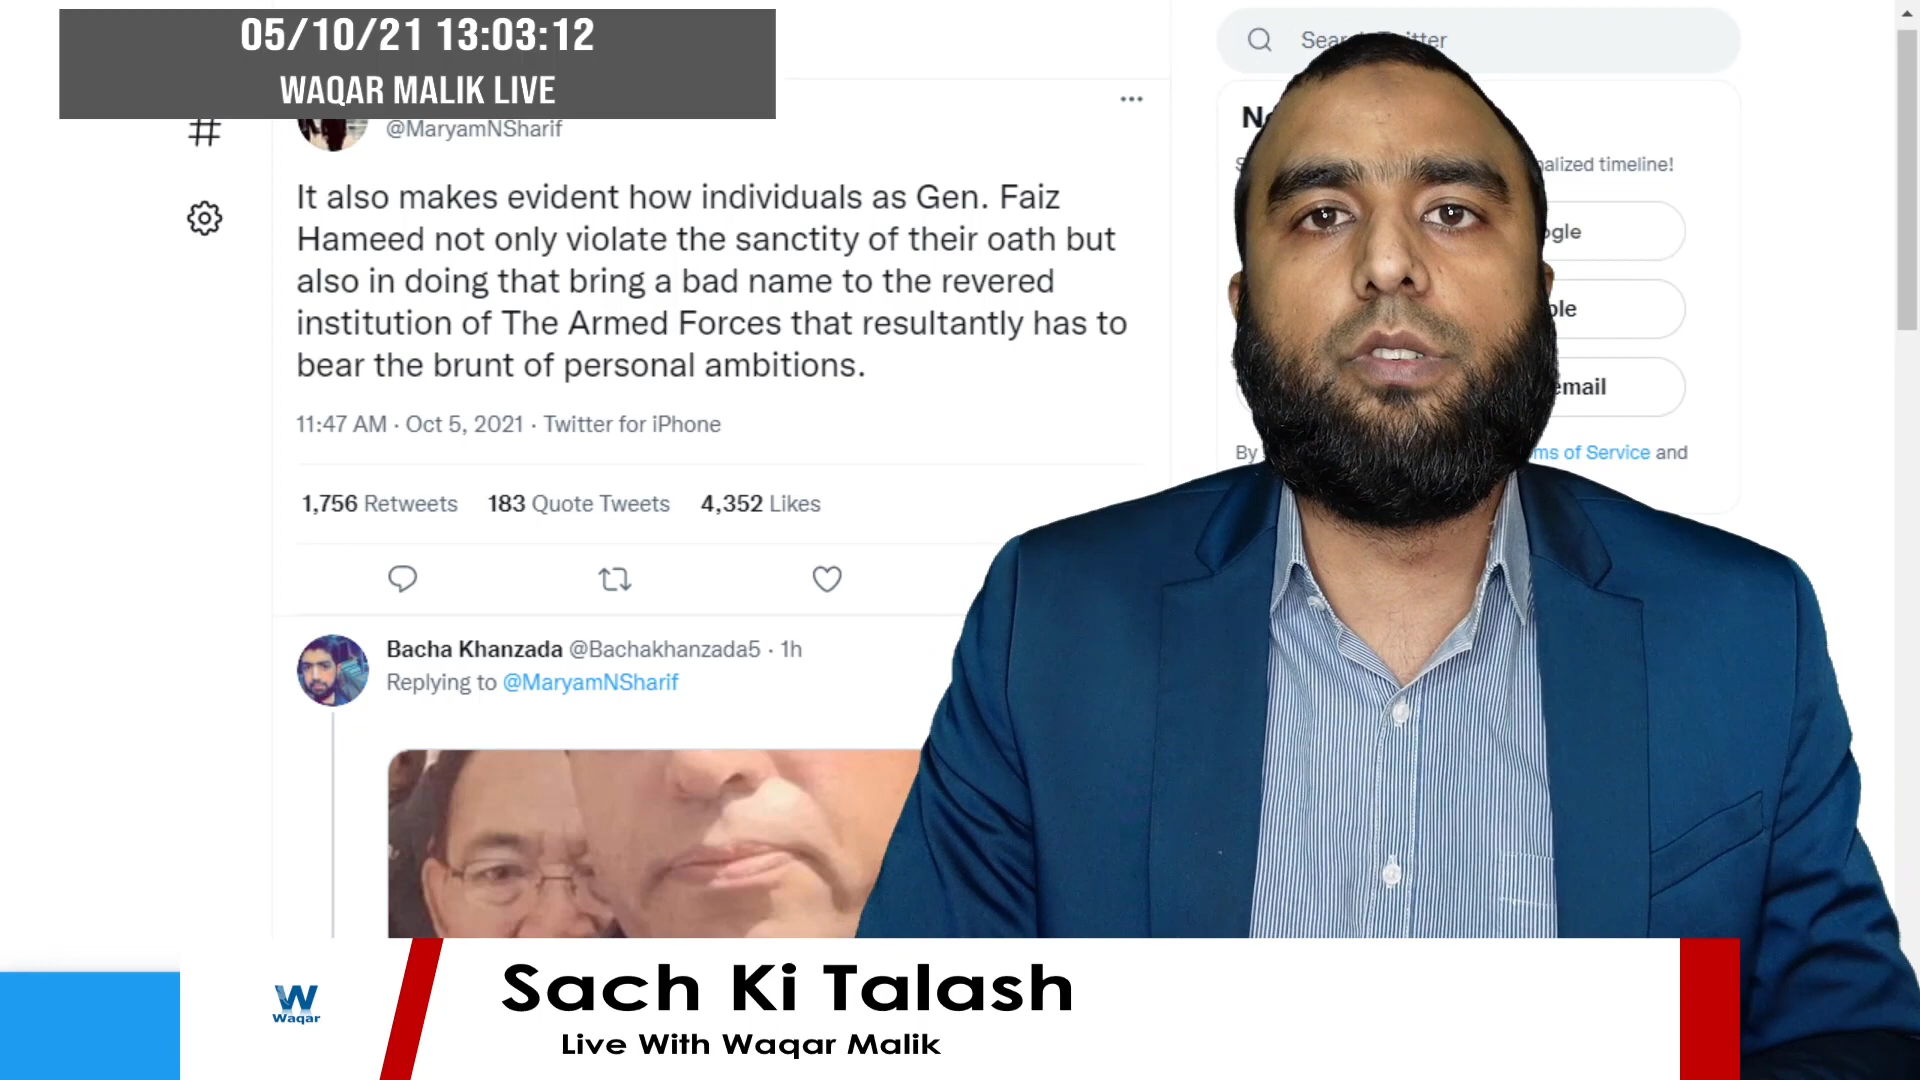 05/10/21 13:03:12
WAQAR MALIK LIVE
@MaryamNSharif
It also makes evident how individuals as Gen. Faiz
Hameed not only violate the sanctity of their oath but
also in doing that bring a bad name to the revered
institution of The Armed Forces that resultantly has to
bear the brunt of personal ambitions.
11:47 AM · Oct 5, 2021 · Twitter for iPhone
1,756 Retweets 183 Quote Tweets 4,352 Likes
Bacha Khanzada @Bachakhanzada5 · 1h
Replying to @MaryamNSharif
timeline!
email
By
of Service and
W
Waqar
Sach Ki Talash
Live With Waqar Malik